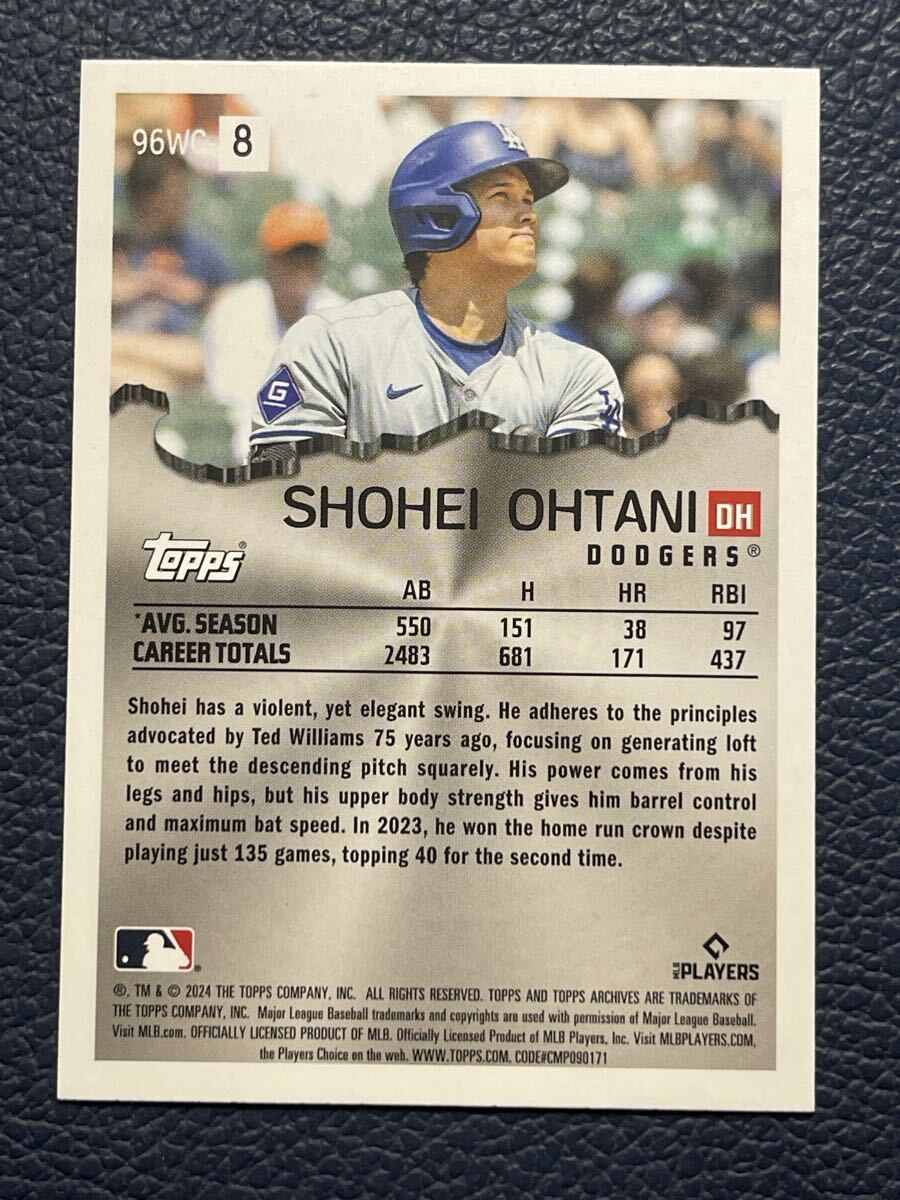 96WC 8
LA
G
LA
SHOHEI OHTANI DH
DODGERS®
topps®
AB H HR RBI
*AVG. SEASON 550 151 38 97
CAREER TOTALS 2483 681 171 437
Shohei has a violent, yet elegant swing. He adheres to the principles
advocated by Ted Williams 75 years ago, focusing on generating loft
to meet the descending pitch squarely. His power comes from his
legs and hips, but his upper body strength gives him barrel control
and maximum bat speed. In 2023, he won the home run crown despite
playing just 135 games, topping 40 for the second time.
®
MLB PLAYERS
®, TM & © 2024 THE TOPPS COMPANY, INC. ALL RIGHTS RESERVED. TOPPS AND TOPPS ARCHIVES ARE TRADEMARKS OF
THE TOPPS COMPANY, INC. Major League Baseball trademarks and copyrights are used with permission of Major League Baseball.
Visit MLB.com. OFFICIALLY LICENSED PRODUCT OF MLB. Officially Licensed Product of MLB Players, Inc. Visit MLBPLAYERS.COM,
the Players Choice on the web. WWW.TOPPS.COM. CODE#CMP090171